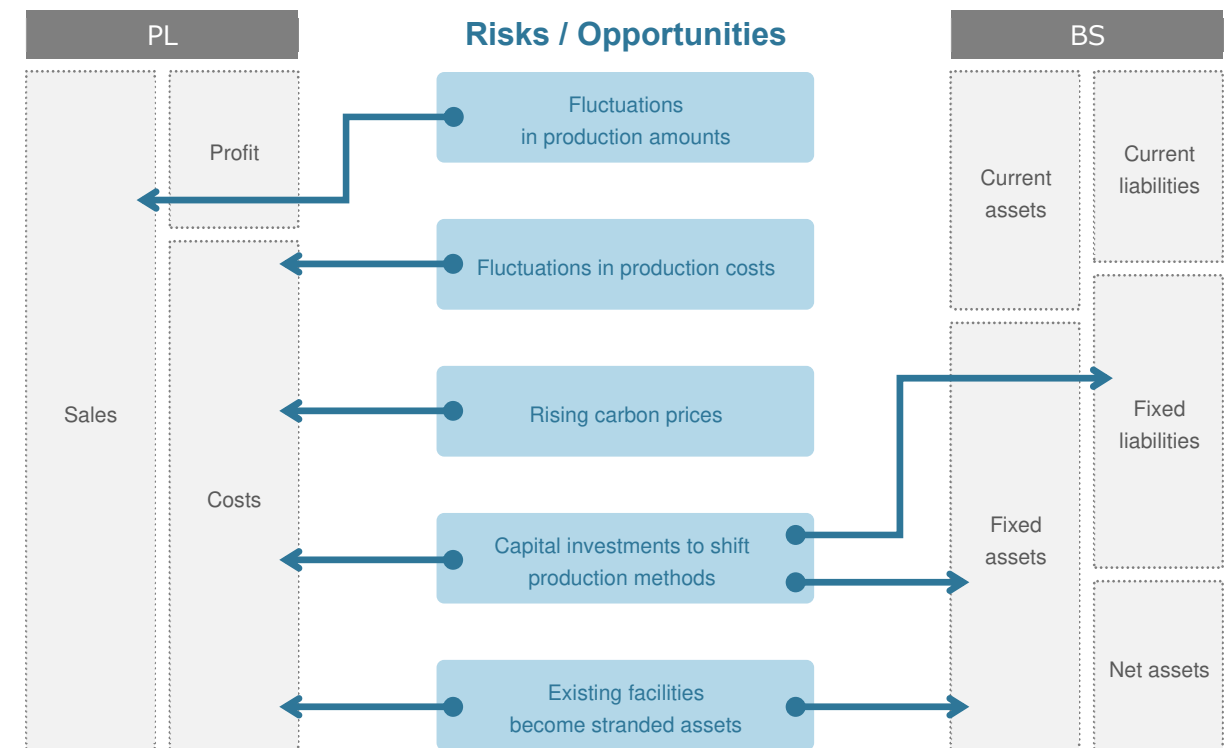 PL
Risks / Opportunities
BS
Sales
Profit
Costs
Fluctuations
in production amounts
Fluctuations in production costs
Rising carbon prices
Capital investments to shift
production methods
Existing facilities
become stranded assets
Current
assets
Fixed
assets
Current
liabilities
Fixed
liabilities
Net assets